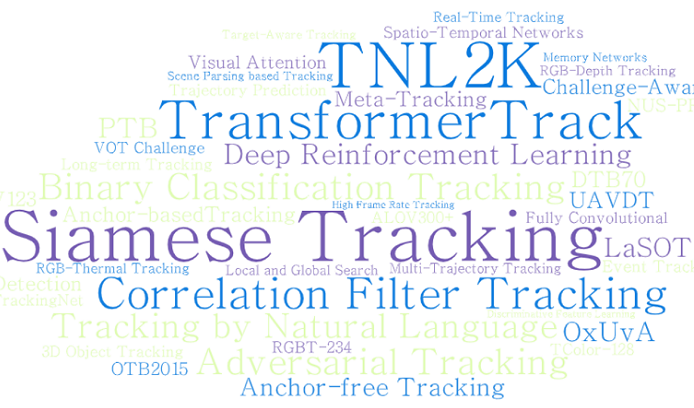 Real-Time Tracking
Target-Aware Tracking
Spatio-Temporal Networks
Visual Attention
TNL2K
Memory Networks
Scene Parsing based Tracking
RGB-Depth Tracking
Trajectory Prediction
Meta-Tracking
Challenge-Awa
TransformerTrack
NUS-PR
PTB
VOT Challenge
Deep Reinforcement Learning
Long-term Tracking
Binary Classification Tracking
DTB70
UAVDT
123
High Frame Rate Tracking
Anchor-basedTracking
ALOV300+
Fully Convolutional
Siamese Tracking
LaSOT
RGB-Thermal Tracking
Local and Global Search
Multi-Trajectory Tracking
Event Track
Detection
TrackingNet
Correlation Filter Tracking
Tracking by Natural Language
OxUvA
3D Object Tracking
RGBT-234
TColor-128
OTB2015
Adversarial Tracking
Anchor-free Tracking